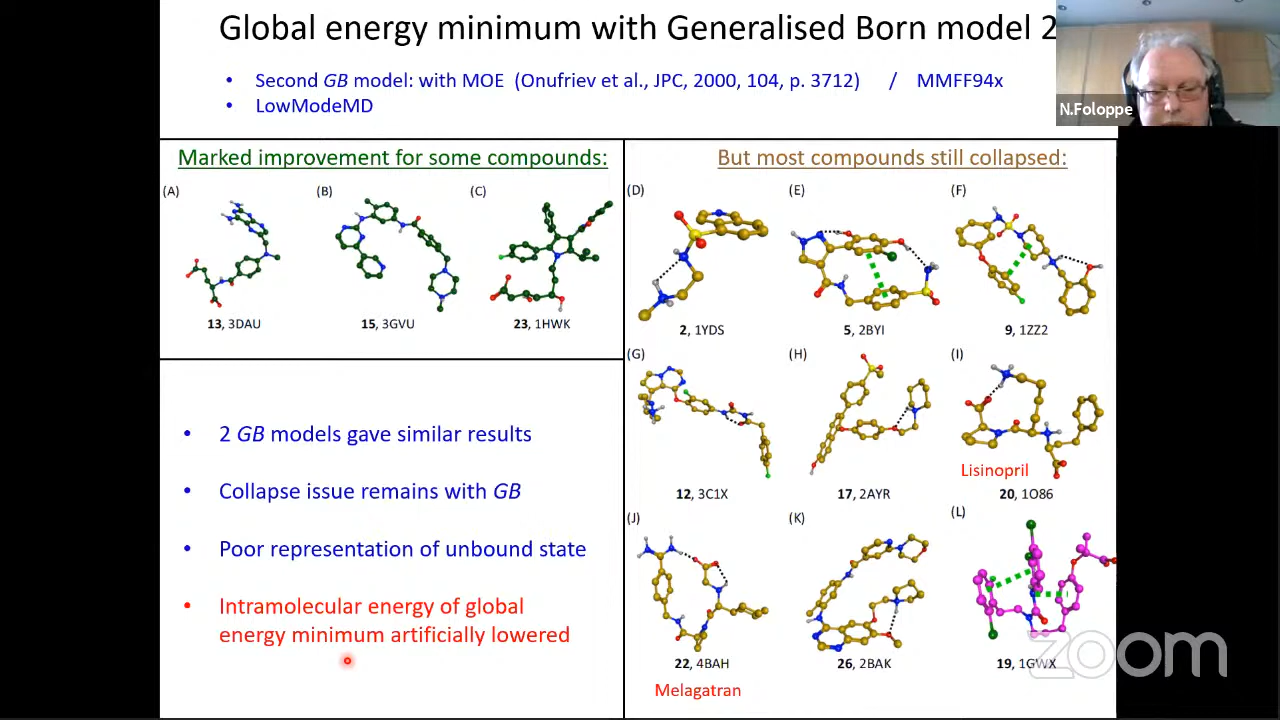 Global energy minimum with Generalised Born model 2
• Second GB model: with MOE (Onufriev et al., JPC, 2000, 104, p. 3712) / MMFF94x
• LowModeMD
N.Foloppe
Marked improvement for some compounds:
(A)
(B)
(C)
13, 3DAU
15, 3GVU
23, 1HWK
• 2 GB models gave similar results
• Collapse issue remains with GB
• Poor representation of unbound state
• Intramolecular energy of global
energy minimum artificially lowered
But most compounds still collapsed:
(D)
(E)
(F)
2, 1YDS
5, 2BYI
9, 1ZZ2
(G)
(H)
(I)
Lisinopril
12, 3C1X
17, 2AYR
20, 1O86
(J)
(K)
(L)
22, 4BAH
26, 2BAK
19, 1GWX
Melagatran
zoom